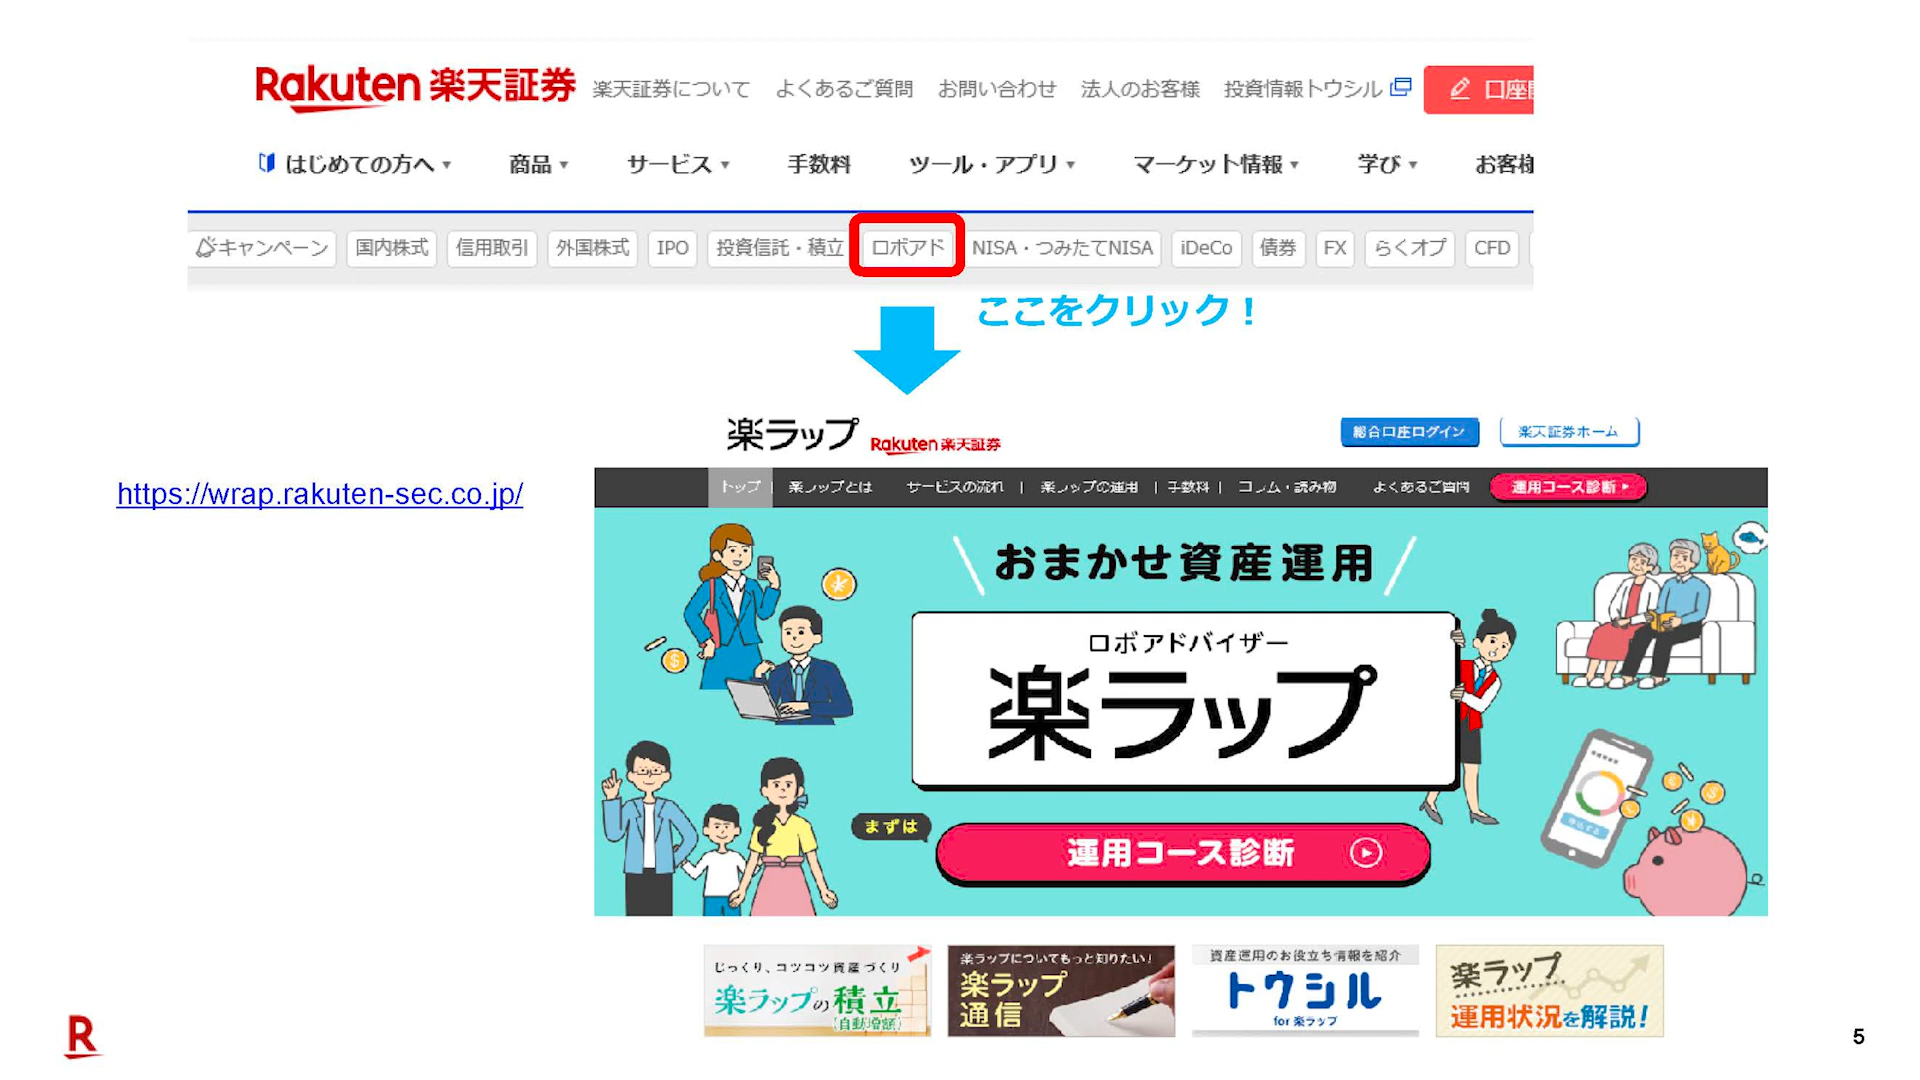 Rakuten 楽天証券 楽天証券について よくあるご質問 お問い合わせ 法人のお客様 投資情報トウシル 口座
はじめての方へ 商品 サービス 手数料 ツール・アプリ マーケット情報 学び お客様
キャンペーン 国内株式 信用取引 外国株式 IPO 投資信託・積立 ロボアド NISA・つみたてNISA iDeCo 債券 FX らくオプ CFD
ここをクリック！
楽ラップ Rakuten 楽天証券 総合口座ログイン 楽天証券ホーム
https://wrap.rakuten-sec.co.jp/
トップ | 楽ラップとは サービスの流れ | 楽ラップの運用 | 手数料 | コラム・読み物 よくあるご質問 運用コース診断
おまかせ資産運用
ロボアドバイザー
楽ラップ
まずは
運用コース診断
じっくり、コツコツ資産づくり
楽ラップの積立
(自動増額)
楽ラップについてもっと知りたい!
楽ラップ
通信
資産運用のお役立ち情報を紹介
トウシル
for 楽ラップ
楽ラップ
運用状況を解説!
R
5